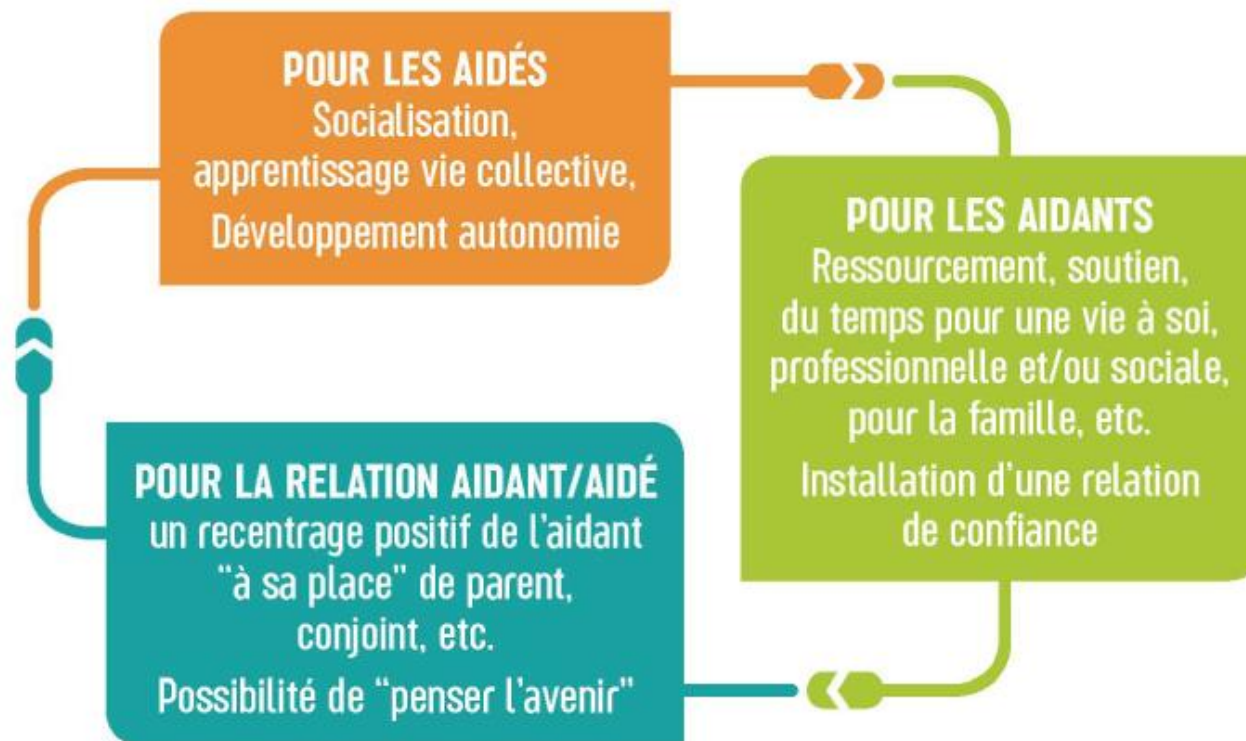 POUR LES AIDÉS
Socialisation,
apprentissage vie collective,
Développement autonomie
POUR LES AIDANTS
Ressourcement, soutien,
du temps pour une vie à soi,
professionnelle et/ou sociale,
pour la famille, etc.
Installation d’une relation
de confiance
POUR LA RELATION AIDANT/AIDÉ
un recentrage positif de l’aidant
“à sa place” de parent,
conjoint, etc.
Possibilité de “penser l’avenir”